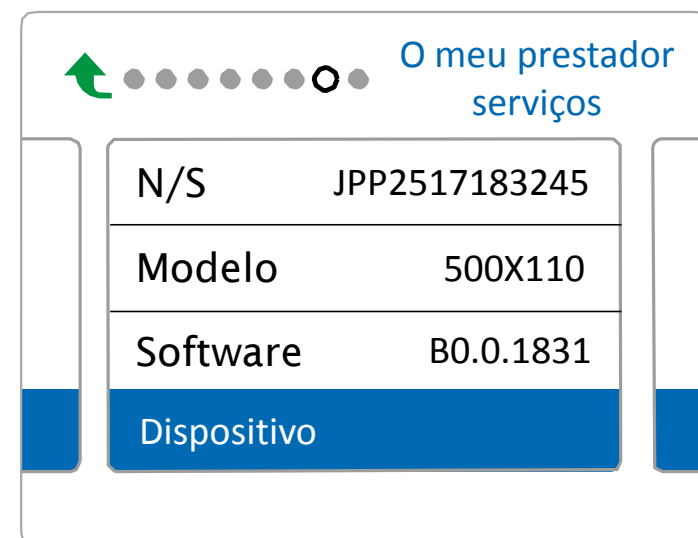 O meu prestador
serviços
N/S JPP2517183245
Modelo 500X110
Software B0.0.1831
Dispositivo